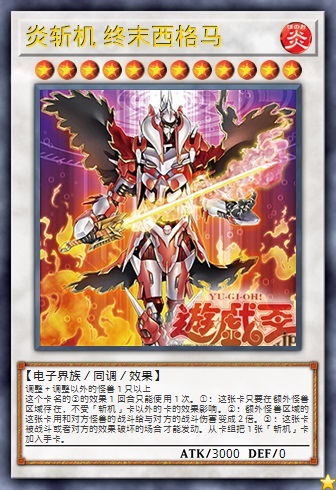 炎斩机 终末西格马
炎
YU-GI-OH!
遊戯王
【电子界族／同调／效果】
调整＋调整以外的怪兽1只以上
这个卡名的③的效果1回合只能使用1次。①：这张卡只要在额外怪兽
区域存在，不受「斩机」卡以外的卡的效果影响。②：额外怪兽区域的
这张卡用和对方怪兽的战斗给与对方的战斗伤害变成2倍。③：这张卡
被战斗或者对方的效果破坏的场合才能发动。从卡组把1张「斩机」卡
加入手卡。
ATK/3000 DEF/0